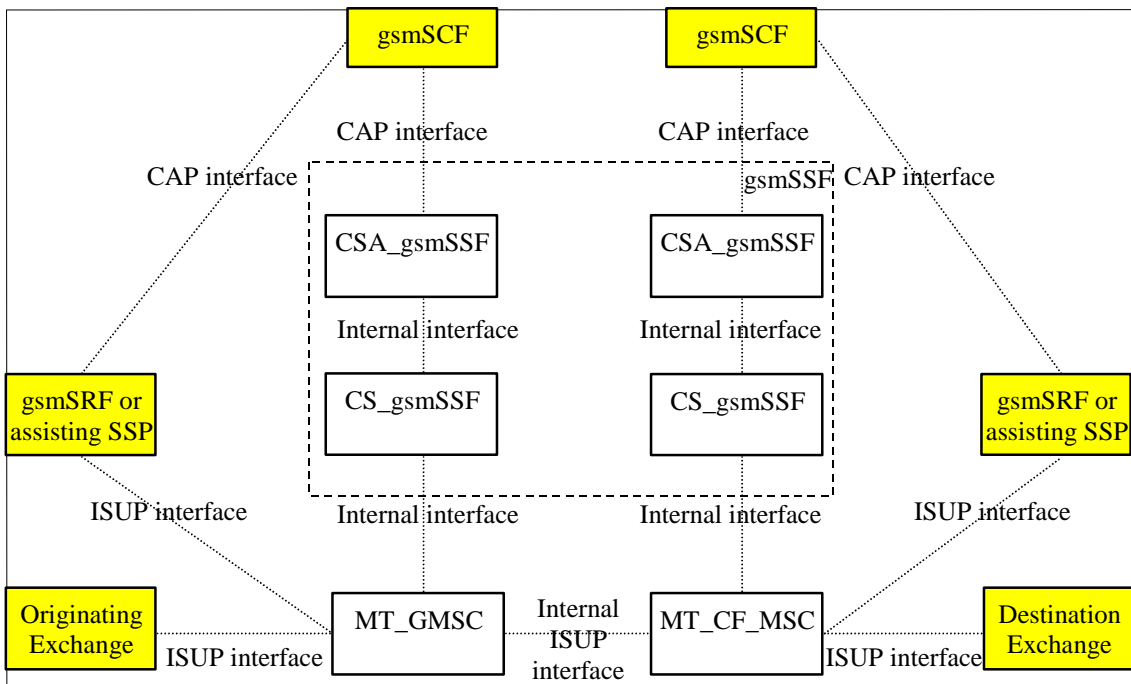 gsmSCF
gsmSCF
CAP interface
CAP interface
CAP interface
gsmSSF
CAP interface
CSA_gsmSSF
CSA_gsmSSF
Internal interface
Internal interface
gsmSRF or
assisting SSP
CS_gsmSSF
CS_gsmSSF
gsmSRF or
assisting SSP
ISUP interface
Internal interface
Internal interface
ISUP interface
Originating
Exchange
MT_GMSC
Internal
ISUP
interface
MT_CF_MSC
Destination
Exchange
ISUP interface
ISUP interface